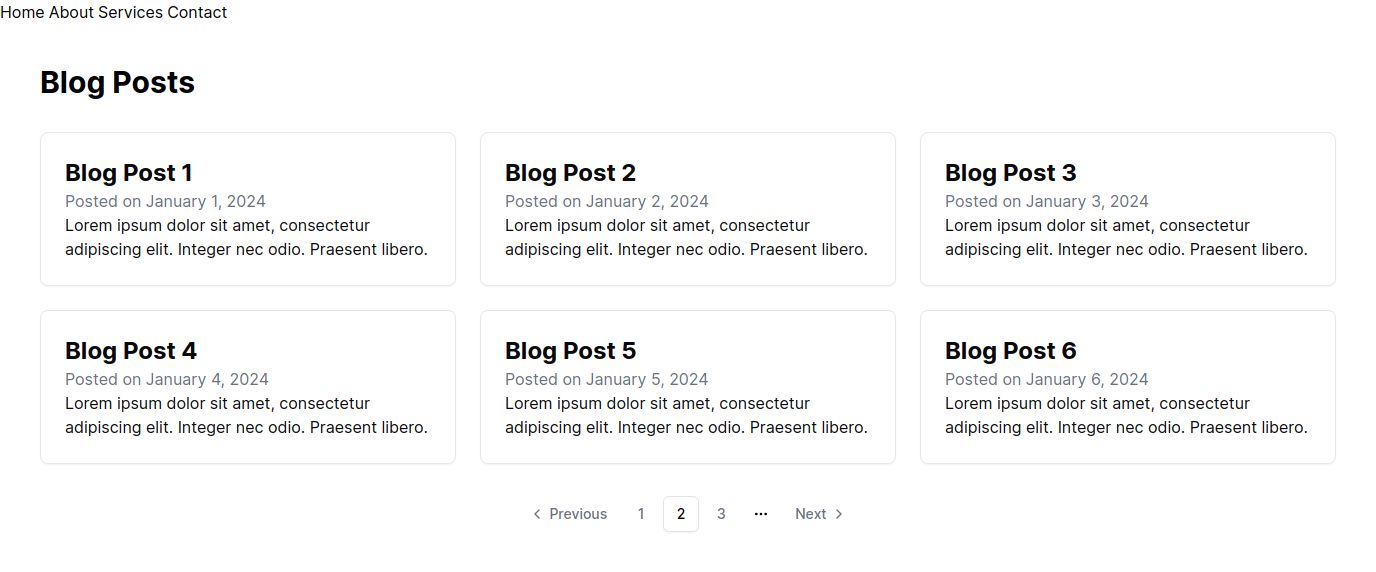 Home About Services Contact
Blog Posts
Blog Post 1
Posted on January 1, 2024
Lorem ipsum dolor sit amet, consectetur
adipiscing elit. Integer nec odio. Praesent libero.
Blog Post 2
Posted on January 2, 2024
Lorem ipsum dolor sit amet, consectetur
adipiscing elit. Integer nec odio. Praesent libero.
Blog Post 3
Posted on January 3, 2024
Lorem ipsum dolor sit amet, consectetur
adipiscing elit. Integer nec odio. Praesent libero.
Blog Post 4
Posted on January 4, 2024
Lorem ipsum dolor sit amet, consectetur
adipiscing elit. Integer nec odio. Praesent libero.
Blog Post 5
Posted on January 5, 2024
Lorem ipsum dolor sit amet, consectetur
adipiscing elit. Integer nec odio. Praesent libero.
Blog Post 6
Posted on January 6, 2024
Lorem ipsum dolor sit amet, consectetur
adipiscing elit. Integer nec odio. Praesent libero.
Previous 1 2 3 ... Next